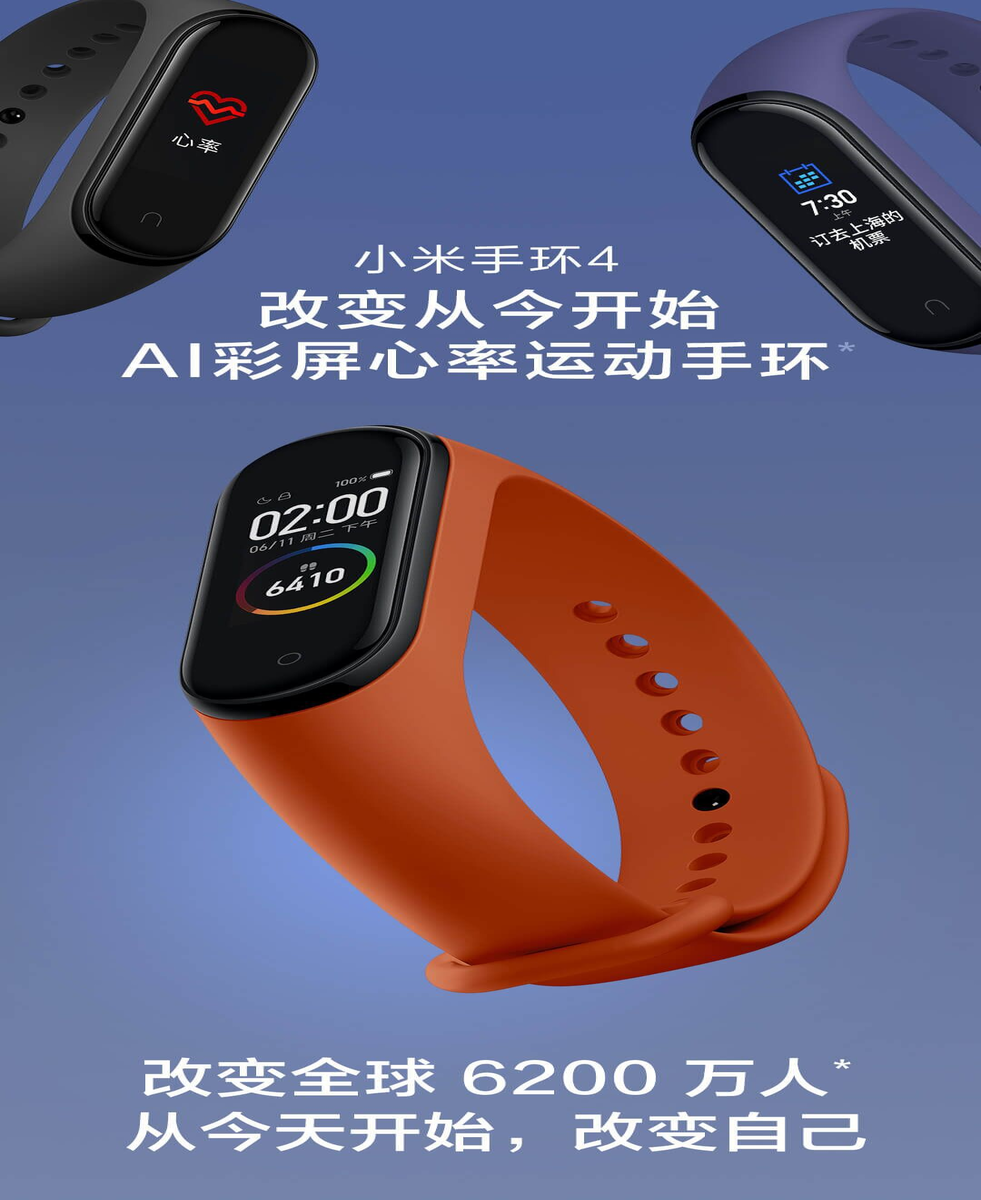 心率
7:30
上午
订去上海的
机票
小米手环4
改变从今开始
AI彩屏心率运动手环*
100%
02:00
06/11 周二 下午
6410
改变全球 6200 万人*
从今天开始，改变自己